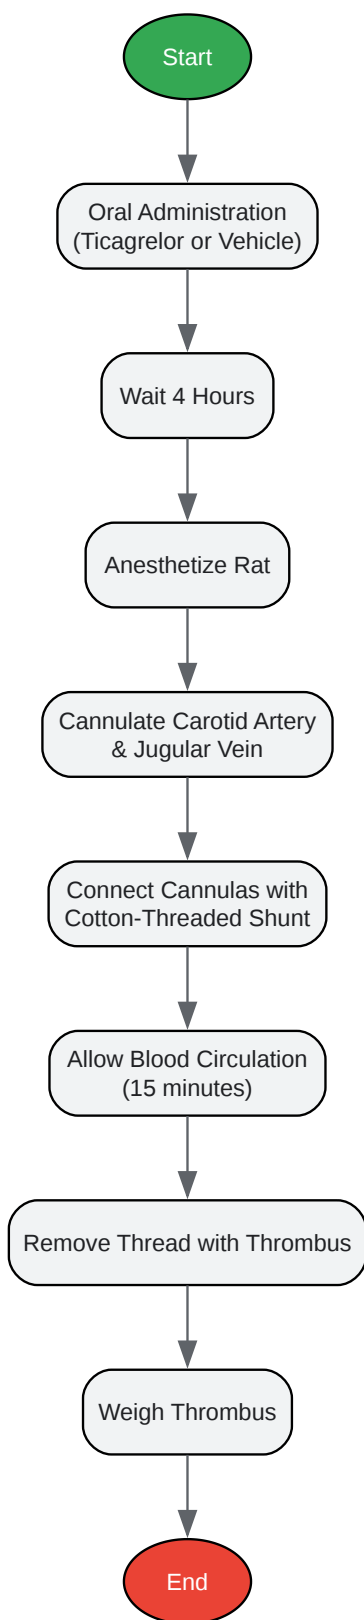 Start
Oral Administration
(Ticagrelor or Vehicle)
Wait 4 Hours
Anesthetize Rat
Cannulate Carotid Artery
& Jugular Vein
Connect Cannulas with
Cotton-Threaded Shunt
Allow Blood Circulation
(15 minutes)
Remove Thread with Thrombus
Weigh Thrombus
End